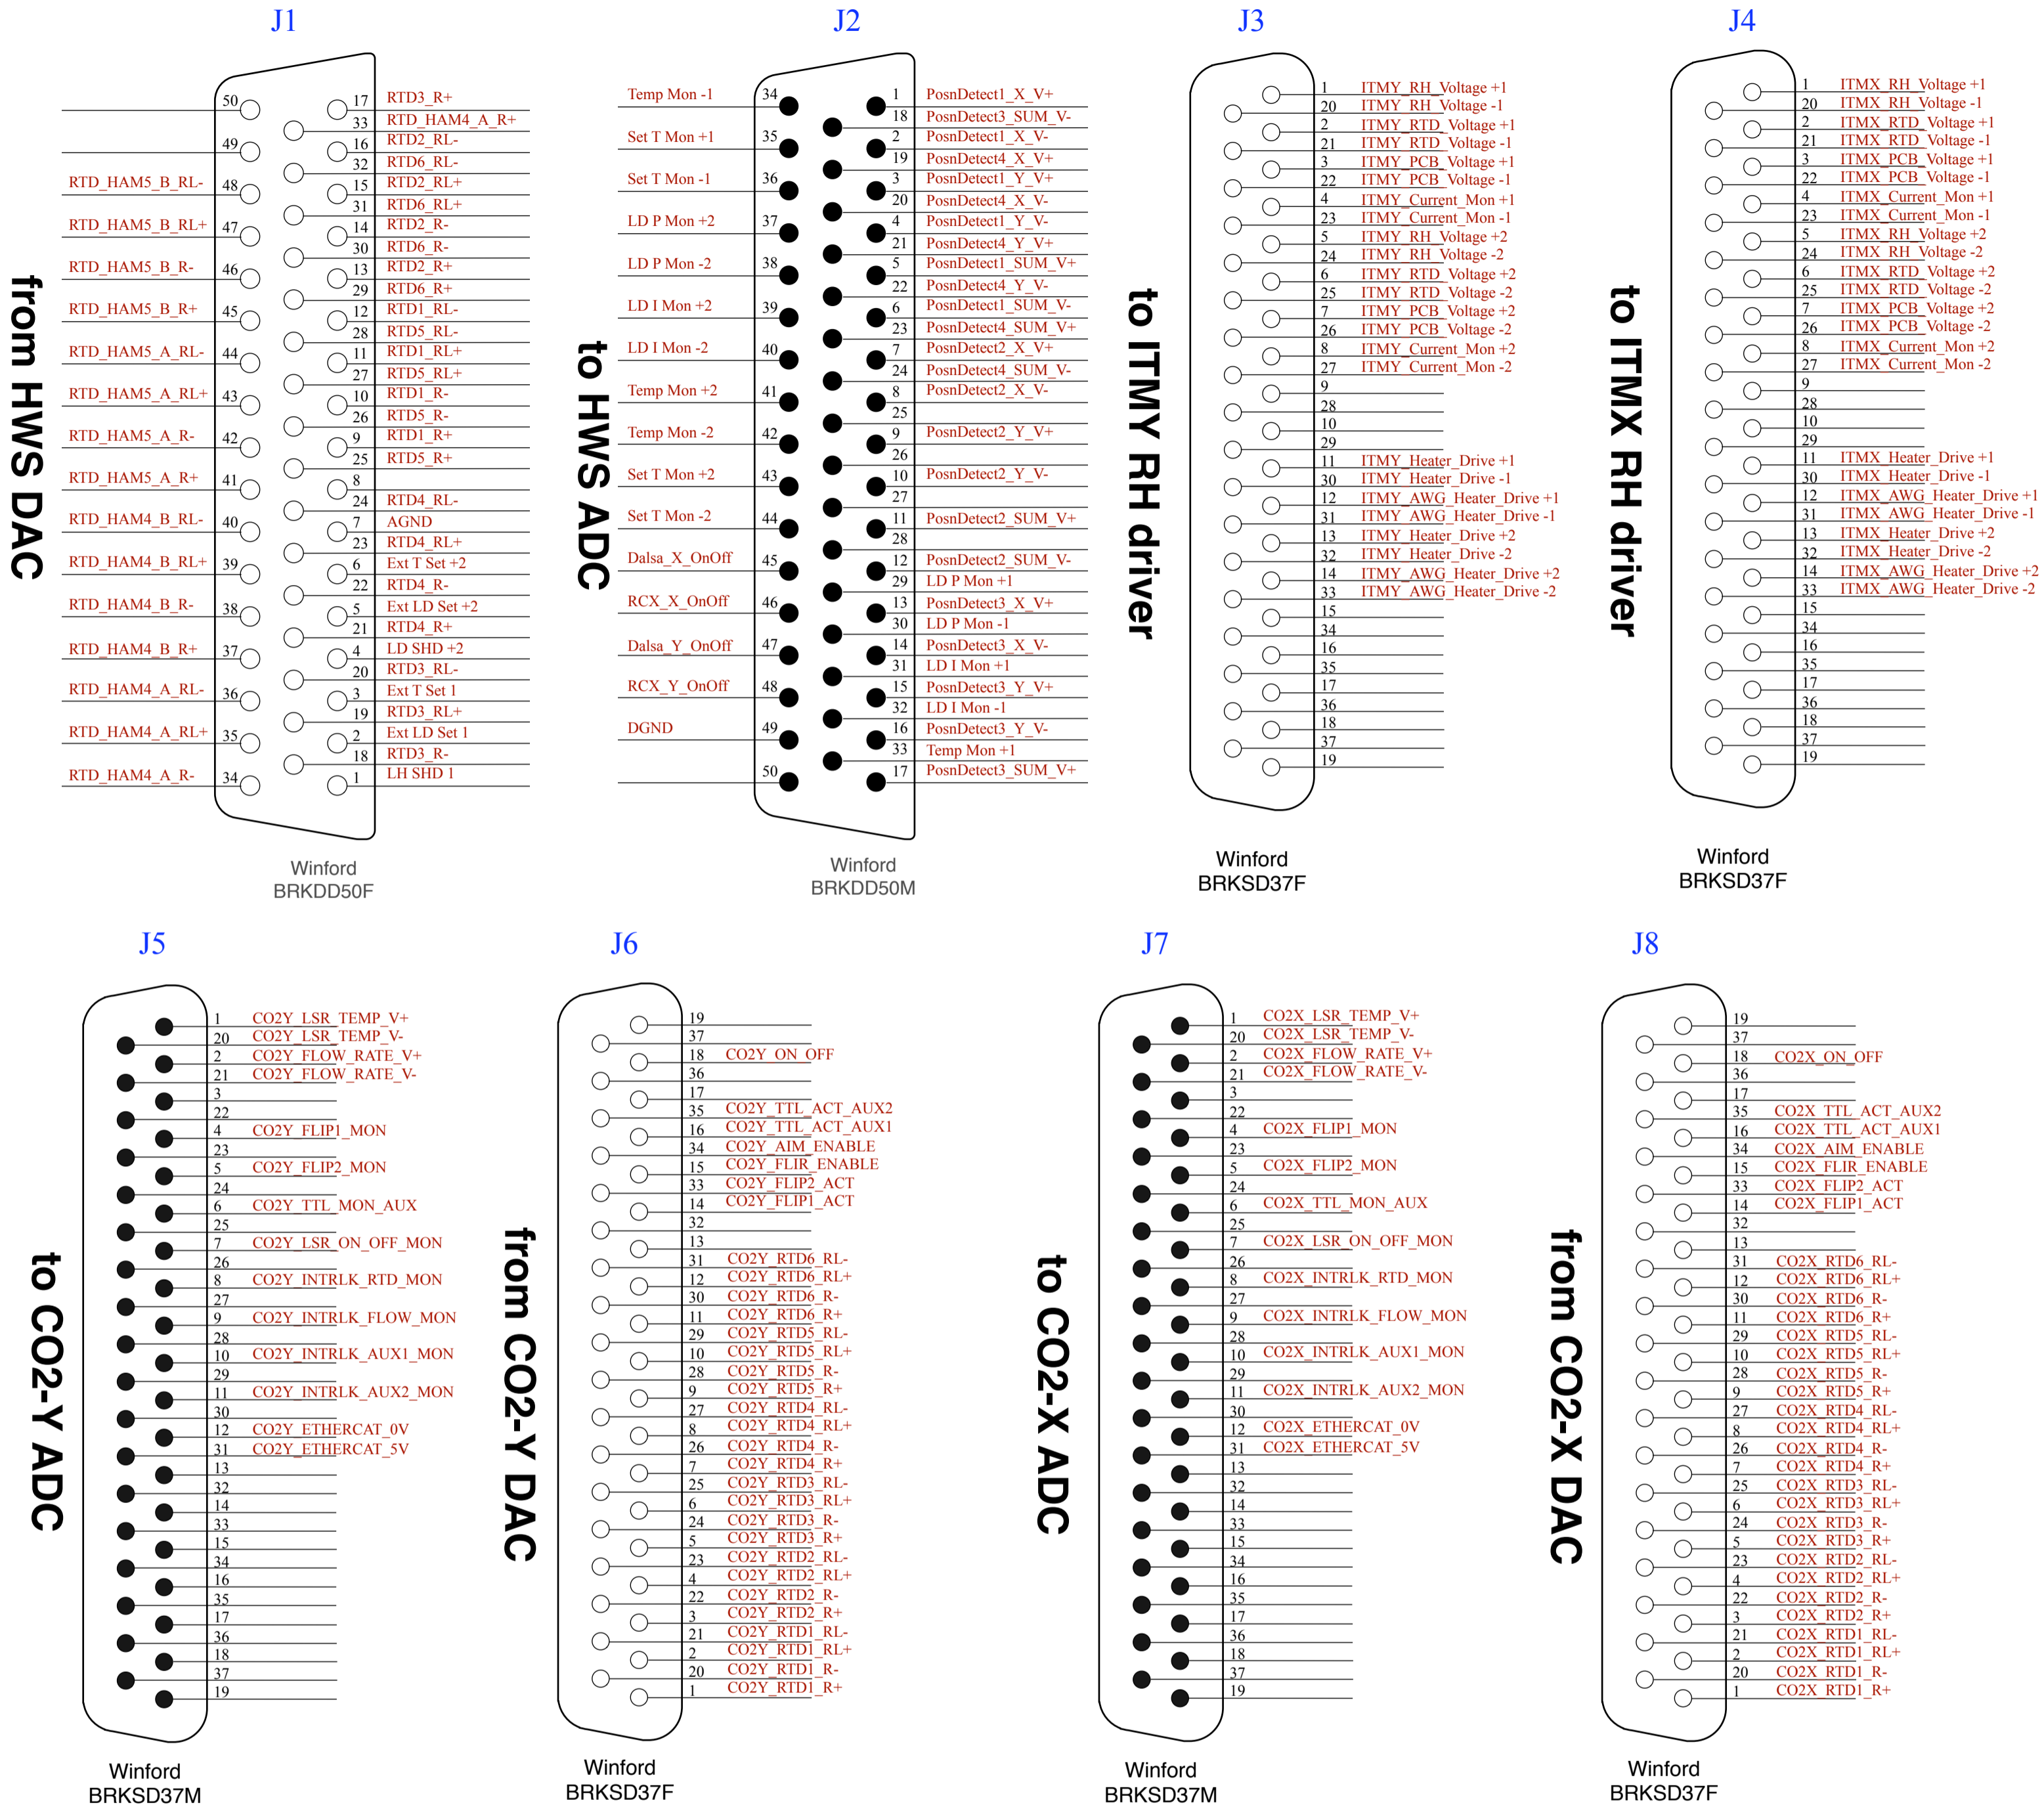 J1
from HWS DAC
50
49
RTD_HAM5_B_RL- 48
RTD_HAM5_B_RL+ 47
RTD_HAM5_B_R- 46
RTD_HAM5_B_R+ 45
RTD_HAM5_A_RL- 44
RTD_HAM5_A_RL+ 43
RTD_HAM5_A_R- 42
RTD_HAM5_A_R+ 41
RTD_HAM4_B_RL- 40
RTD_HAM4_B_RL+ 39
RTD_HAM4_B_R- 38
RTD_HAM4_B_R+ 37
RTD_HAM4_A_RL- 36
RTD_HAM4_A_RL+ 35
RTD_HAM4_A_R- 34
17 RTD3_R+
33 RTD_HAM4_A_R+
16 RTD2_RL-
32 RTD6_RL-
15 RTD2_RL+
31 RTD6_RL+
14 RTD2_R-
30 RTD6_R-
13 RTD2_R+
29 RTD6_R+
12 RTD1_RL-
28 RTD5_RL-
11 RTD1_RL+
27 RTD5_RL+
10 RTD1_R-
26 RTD5_R-
9 RTD1_R+
25 RTD5_R+
8
24 RTD4_RL-
7 AGND
23 RTD4_RL+
6 Ext T Set +2
22 RTD4_R-
5 Ext LD Set +2
21 RTD4_R+
4 LD SHD +2
20 RTD3_RL-
3 Ext T Set 1
19 RTD3_RL+
2 Ext LD Set 1
18 RTD3_R-
1 LH SHD 1
Winford
BRKDD50F
J2
to HWS ADC
Temp Mon -1 34
Set T Mon +1 35
Set T Mon -1 36
LD P Mon +2 37
LD P Mon -2 38
LD I Mon +2 39
LD I Mon -2 40
Temp Mon +2 41
Temp Mon -2 42
Set T Mon +2 43
Set T Mon -2 44
Dalsa_X_OnOff 45
RCX_X_OnOff 46
Dalsa_Y_OnOff 47
RCX_Y_OnOff 48
DGND 49
50
1 PosnDetect1_X_V+
18 PosnDetect3_SUM_V-
2 PosnDetect1_X_V-
19 PosnDetect4_X_V+
3 PosnDetect1_Y_V+
20 PosnDetect4_X_V-
4 PosnDetect1_Y_V-
21 PosnDetect4_Y_V+
5 PosnDetect1_SUM_V+
22 PosnDetect4_Y_V-
6 PosnDetect1_SUM_V-
23 PosnDetect4_SUM_V+
7 PosnDetect2_X_V+
24 PosnDetect4_SUM_V-
8 PosnDetect2_X_V-
25
9 PosnDetect2_Y_V+
26
10 PosnDetect2_Y_V-
27
11 PosnDetect2_SUM_V+
28
12 PosnDetect2_SUM_V-
29 LD P Mon +1
13 PosnDetect3_X_V+
30 LD P Mon -1
14 PosnDetect3_X_V-
31 LD I Mon +1
15 PosnDetect3_Y_V+
32 LD I Mon -1
16 PosnDetect3_Y_V-
33 Temp Mon +1
17 PosnDetect3_SUM_V+
Winford
BRKDD50M
J3
to ITMY RH driver
1 ITMY_RH_Voltage +1
20 ITMY_RH_Voltage -1
2 ITMY_RTD_Voltage +1
21 ITMY_RTD_Voltage -1
3 ITMY_PCB_Voltage +1
22 ITMY_PCB_Voltage -1
4 ITMY_Current_Mon +1
23 ITMY_Current_Mon -1
5 ITMY_RH_Voltage +2
24 ITMY_RH_Voltage -2
6 ITMY_RTD_Voltage +2
25 ITMY_RTD_Voltage -2
7 ITMY_PCB_Voltage +2
26 ITMY_PCB_Voltage -2
8 ITMY_Current_Mon +2
27 ITMY_Current_Mon -2
9
28
10
29
11 ITMY_Heater_Drive +1
30 ITMY_Heater_Drive -1
12 ITMY_AWG_Heater_Drive +1
31 ITMY_AWG_Heater_Drive -1
13 ITMY_Heater_Drive +2
32 ITMY_Heater_Drive -2
14 ITMY_AWG_Heater_Drive +2
33 ITMY_AWG_Heater_Drive -2
15
34
16
35
17
36
18
37
19
Winford
BRKSD37F
J4
to ITMX RH driver
1 ITMX_RH_Voltage +1
20 ITMX_RH_Voltage -1
2 ITMX_RTD_Voltage +1
21 ITMX_RTD_Voltage -1
3 ITMX_PCB_Voltage +1
22 ITMX_PCB_Voltage -1
4 ITMX_Current_Mon +1
23 ITMX_Current_Mon -1
5 ITMX_RH_Voltage +2
24 ITMX_RH_Voltage -2
6 ITMX_RTD_Voltage +2
25 ITMX_RTD_Voltage -2
7 ITMX_PCB_Voltage +2
26 ITMX_PCB_Voltage -2
8 ITMX_Current_Mon +2
27 ITMX_Current_Mon -2
9
28
10
29
11 ITMX_Heater_Drive +1
30 ITMX_Heater_Drive -1
12 ITMX_AWG_Heater_Drive +1
31 ITMX_AWG_Heater_Drive -1
13 ITMX_Heater_Drive +2
32 ITMX_Heater_Drive -2
14 ITMX_AWG_Heater_Drive +2
33 ITMX_AWG_Heater_Drive -2
15
34
16
35
17
36
18
37
19
Winford
BRKSD37F
J5
to CO2-Y ADC
1 CO2Y_LSR_TEMP_V+
20 CO2Y_LSR_TEMP_V-
2 CO2Y_FLOW_RATE_V+
21 CO2Y_FLOW_RATE_V-
3
22
4 CO2Y_FLIP1_MON
23
5 CO2Y_FLIP2_MON
24
6 CO2Y_TTL_MON_AUX
25
7 CO2Y_LSR_ON_OFF_MON
26
8 CO2Y_INTRLK_RTD_MON
27
9 CO2Y_INTRLK_FLOW_MON
28
10 CO2Y_INTRLK_AUX1_MON
29
11 CO2Y_INTRLK_AUX2_MON
30
12 CO2Y_ETHERCAT_0V
31 CO2Y_ETHERCAT_5V
13
32
14
33
15
34
16
35
17
36
18
37
19
Winford
BRKSD37M
J6
from CO2-Y DAC
19
37
18 CO2Y_ON_OFF
36
17
35 CO2Y_TTL_ACT_AUX2
16 CO2Y_TTL_ACT_AUX1
34 CO2Y_AIM_ENABLE
15 CO2Y_FLIR_ENABLE
33 CO2Y_FLIP2_ACT
14 CO2Y_FLIP1_ACT
32
13
31 CO2Y_RTD6_RL-
12 CO2Y_RTD6_RL+
30 CO2Y_RTD6_R-
11 CO2Y_RTD6_R+
29 CO2Y_RTD5_RL-
10 CO2Y_RTD5_RL+
28 CO2Y_RTD5_R-
9 CO2Y_RTD5_R+
27 CO2Y_RTD4_RL-
8 CO2Y_RTD4_RL+
26 CO2Y_RTD4_R-
7 CO2Y_RTD4_R+
25 CO2Y_RTD3_RL-
6 CO2Y_RTD3_RL+
24 CO2Y_RTD3_R-
5 CO2Y_RTD3_R+
23 CO2Y_RTD2_RL-
4 CO2Y_RTD2_RL+
22 CO2Y_RTD2_R-
3 CO2Y_RTD2_R+
21 CO2Y_RTD1_RL-
2 CO2Y_RTD1_RL+
20 CO2Y_RTD1_R-
1 CO2Y_RTD1_R+
Winford
BRKSD37F
J7
to CO2-X ADC
1 CO2X_LSR_TEMP_V+
20 CO2X_LSR_TEMP_V-
2 CO2X_FLOW_RATE_V+
21 CO2X_FLOW_RATE_V-
3
22
4 CO2X_FLIP1_MON
23
5 CO2X_FLIP2_MON
24
6 CO2X_TTL_MON_AUX
25
7 CO2X_LSR_ON_OFF_MON
26
8 CO2X_INTRLK_RTD_MON
27
9 CO2X_INTRLK_FLOW_MON
28
10 CO2X_INTRLK_AUX1_MON
29
11 CO2X_INTRLK_AUX2_MON
30
12 CO2X_ETHERCAT_0V
31 CO2X_ETHERCAT_5V
13
32
14
33
15
34
16
35
17
36
18
37
19
Winford
BRKSD37M
J8
from CO2-X DAC
19
37
18 CO2X_ON_OFF
36
17
35 CO2X_TTL_ACT_AUX2
16 CO2X_TTL_ACT_AUX1
34 CO2X_AIM_ENABLE
15 CO2X_FLIR_ENABLE
33 CO2X_FLIP2_ACT
14 CO2X_FLIP1_ACT
32
13
31 CO2X_RTD6_RL-
12 CO2X_RTD6_RL+
30 CO2X_RTD6_R-
11 CO2X_RTD6_R+
29 CO2X_RTD5_RL-
10 CO2X_RTD5_RL+
28 CO2X_RTD5_R-
9 CO2X_RTD5_R+
27 CO2X_RTD4_RL-
8 CO2X_RTD4_RL+
26 CO2X_RTD4_R-
7 CO2X_RTD4_R+
25 CO2X_RTD3_RL-
6 CO2X_RTD3_RL+
24 CO2X_RTD3_R-
5 CO2X_RTD3_R+
23 CO2X_RTD2_RL-
4 CO2X_RTD2_RL+
22 CO2X_RTD2_R-
3 CO2X_RTD2_R+
21 CO2X_RTD1_RL-
2 CO2X_RTD1_RL+
20 CO2X_RTD1_R-
1 CO2X_RTD1_R+
Winford
BRKSD37F